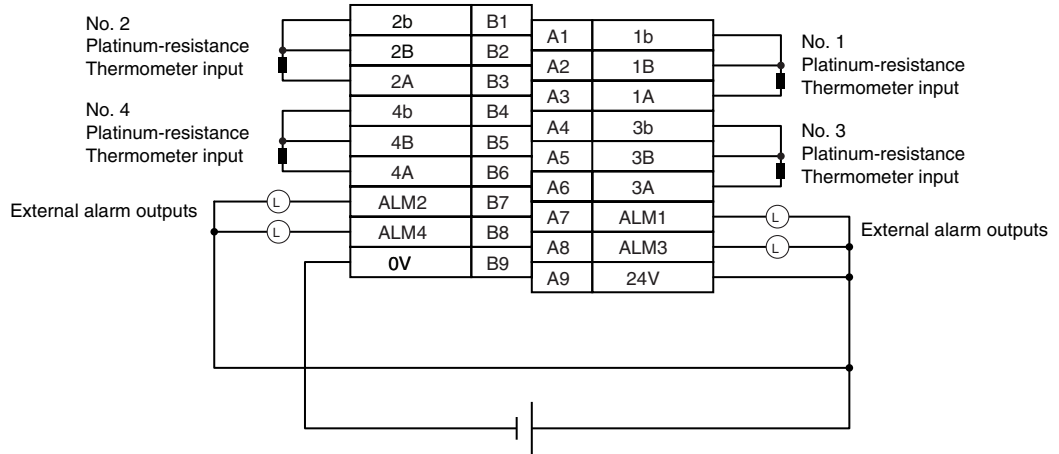 No. 2
Platinum-resistance
Thermometer input
No. 4
Platinum-resistance
Thermometer input
External alarm outputs
L
L
2b B1
2B B2
2A B3
4b B4
4B B5
4A B6
ALM2 B7
ALM4 B8
0V B9
A1 1b
A2 1B
A3 1A
A4 3b
A5 3B
A6 3A
A7 ALM1
A8 ALM3
A9 24V
No. 1
Platinum-resistance
Thermometer input
No. 3
Platinum-resistance
Thermometer input
L
L
External alarm outputs